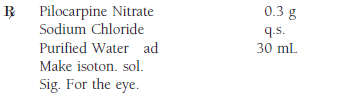 ℞ Pilocarpine Nitrate 0.3 g
Sodium Chloride q.s.
Purified Water ad 30 mL
Make isoton. sol.
Sig. For the eye.